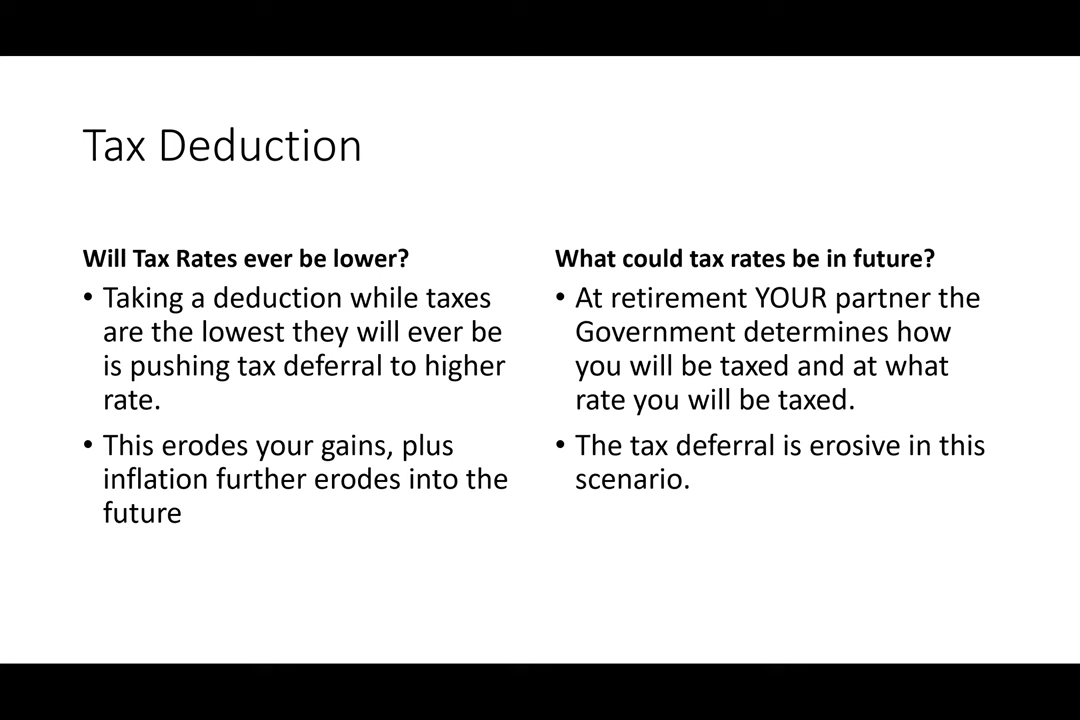 Tax Deduction
Will Tax Rates ever be lower?
• Taking a deduction while taxes
are the lowest they will ever be
is pushing tax deferral to higher
rate.
• This erodes your gains, plus
inflation further erodes into the
future
What could tax rates be in future?
• At retirement YOUR partner the
Government determines how
you will be taxed and at what
rate you will be taxed.
• The tax deferral is erosive in this
scenario.